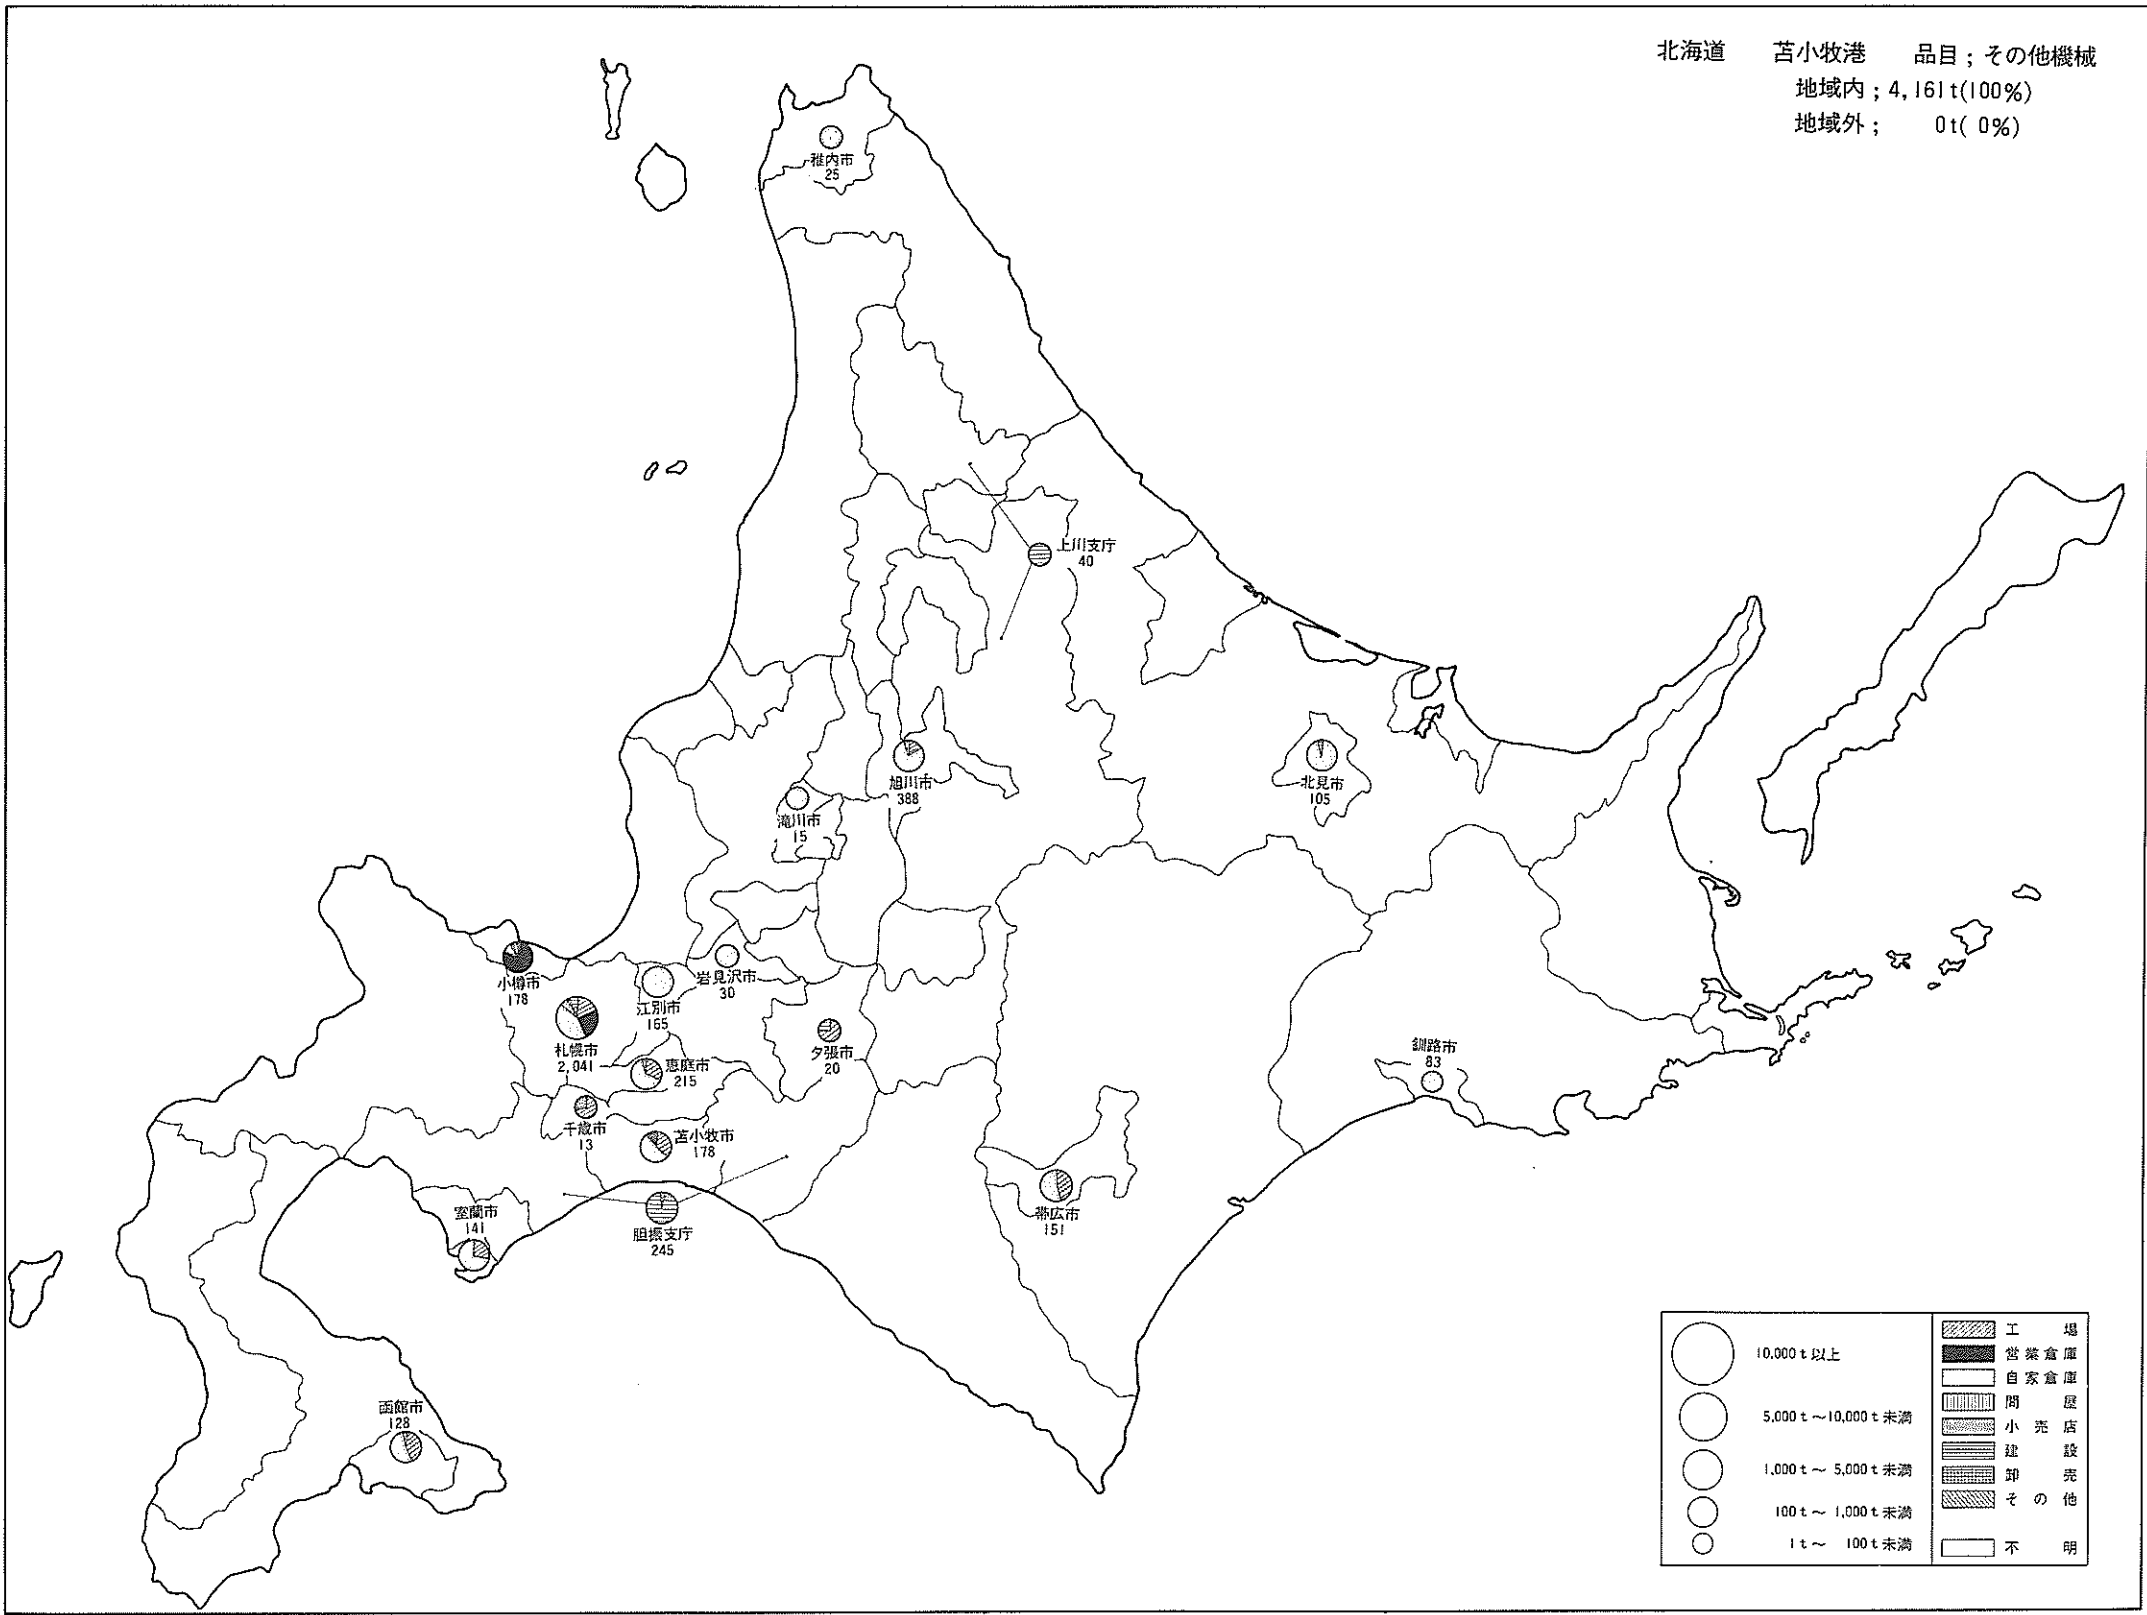 北海道 苫小牧港 品目；その他機械
地域内；4,161t(100%)
地域外； 0t( 0%)
稚内市
25
上川支庁
40
旭川市
388
北見市
105
滝川市
15
小樽市
178
岩見沢市
30
江別市
165
札幌市
2,041
夕張市
20
恵庭市
215
釧路市
83
千歳市
13
苫小牧市
178
帯広市
151
室蘭市
141
胆振支庁
245
函館市
128
10,000t以上
5,000t～10,000t未満
1,000t～ 5,000t未満
100t～ 1,000t未満
1t～ 100t未満
工場
営業倉庫
自家倉庫
問屋
小売店
建設
卸売
その他
不明